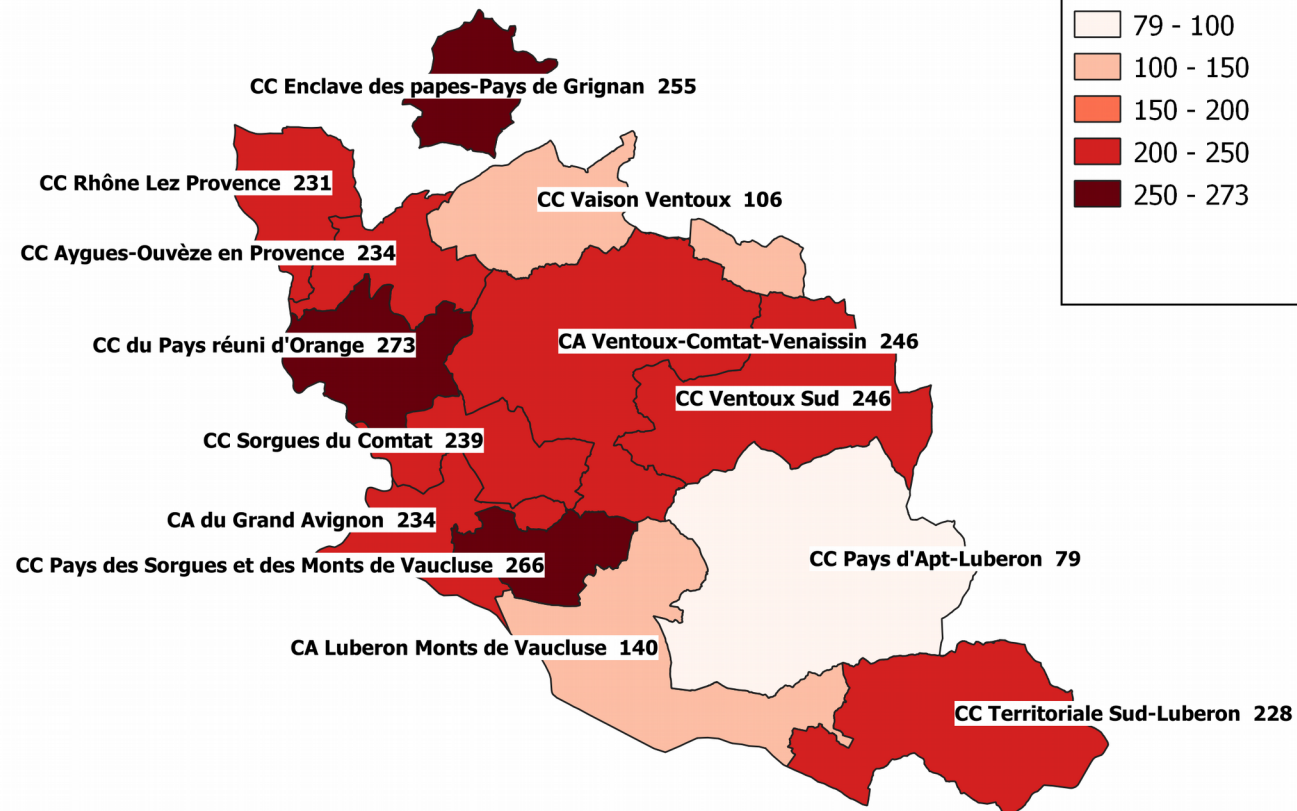 79 - 100
100 - 150
150 - 200
200 - 250
250 - 273
CC Enclave des papes-Pays de Grignan 255
CC Rhône Lez Provence 231
CC Vaison Ventoux 106
CC Aygues-Ouvèze en Provence 234
CC du Pays réuni d'Orange 273
CA Ventoux-Comtat-Venaissin 246
CC Ventoux Sud 246
CC Sorgues du Comtat 239
CA du Grand Avignon 234
CC Pays des Sorgues et des Monts de Vaucluse 266
CC Pays d'Apt-Luberon 79
CA Luberon Monts de Vaucluse 140
CC Territoriale Sud-Luberon 228